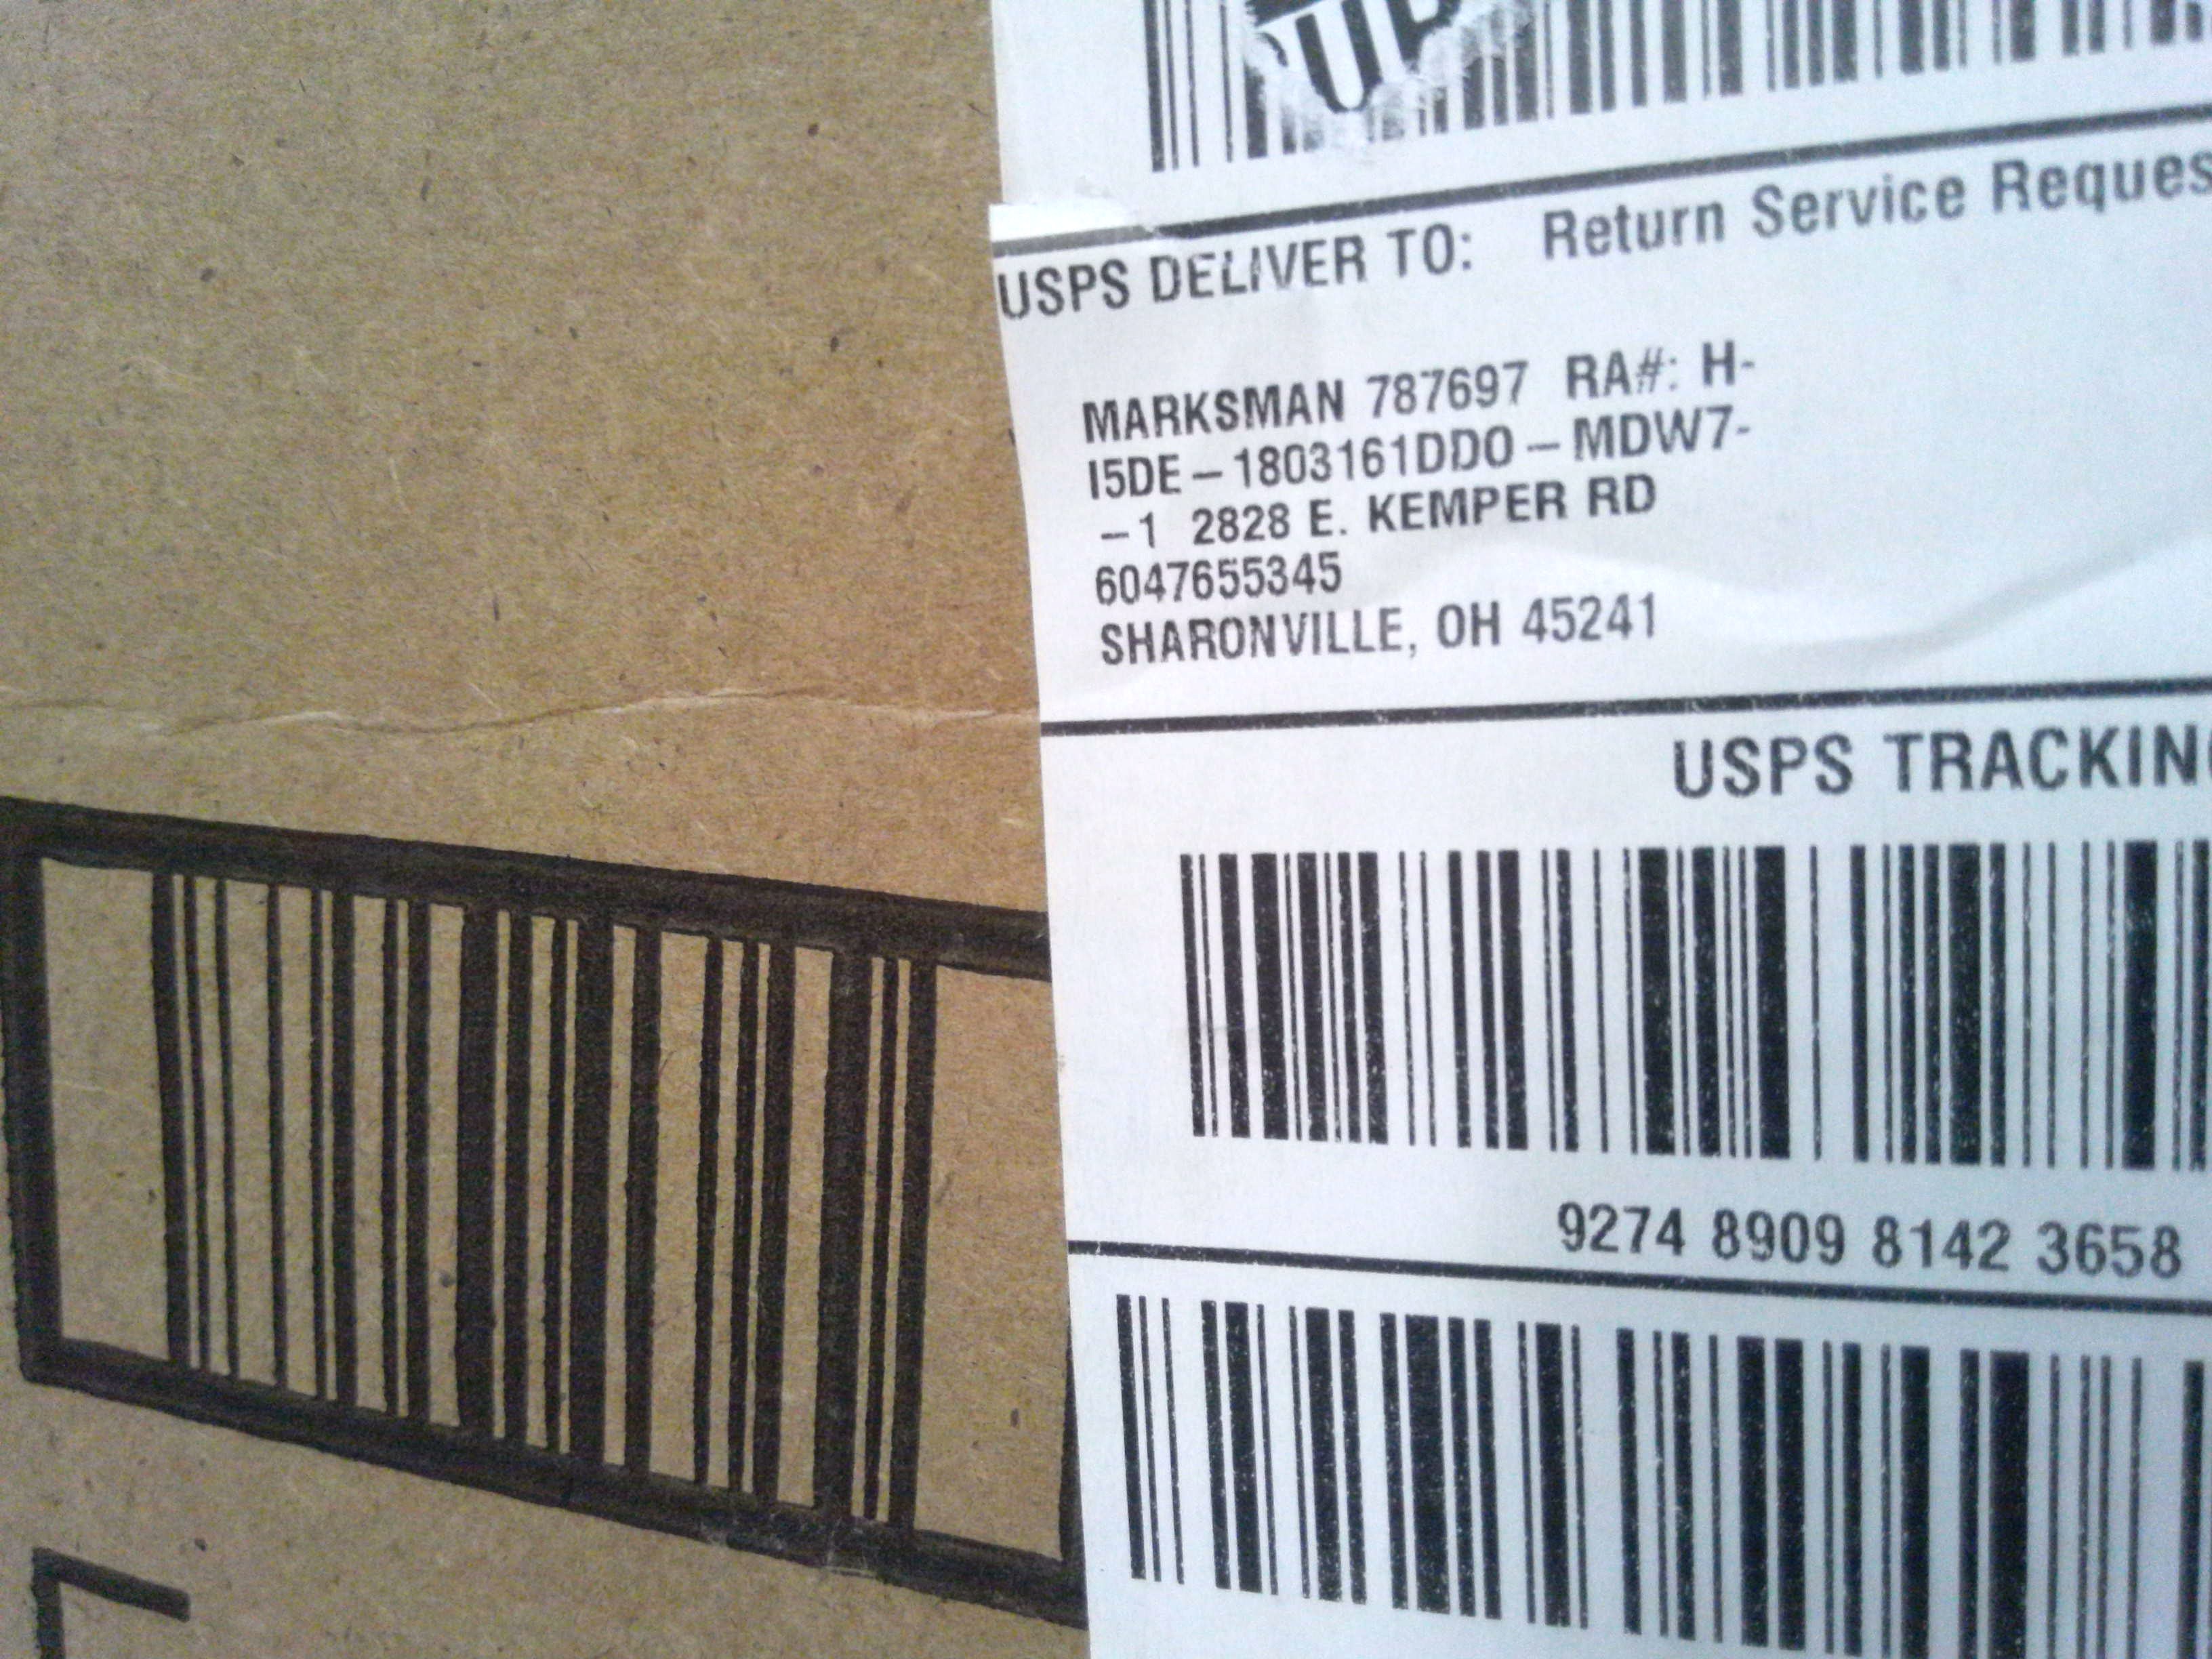 USPS DELIVER TO: Return Service Reques
MARKSMAN 787697 RA#: H-
I5DE – 1803161DDO – MDW7-
– 1 2828 E. KEMPER RD
6047655345
SHARONVILLE, OH 45241
USPS TRACKIN
9274 8909 8142 3658